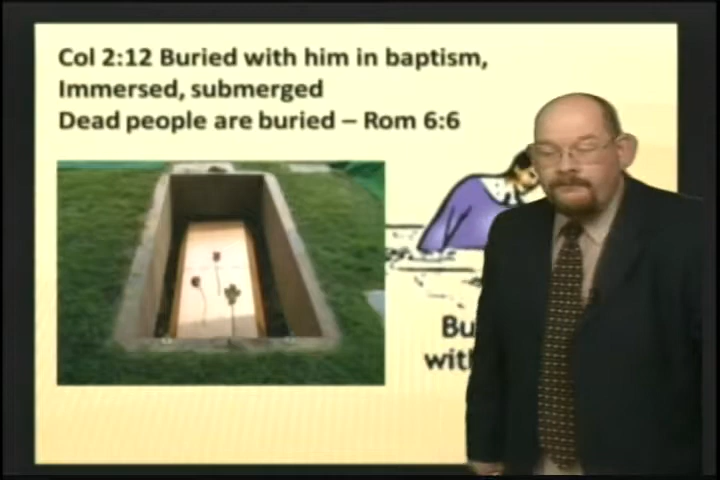 Col 2:12 Buried with him in baptism,
Immersed, submerged
Dead people are buried – Rom 6:6
Bu
with